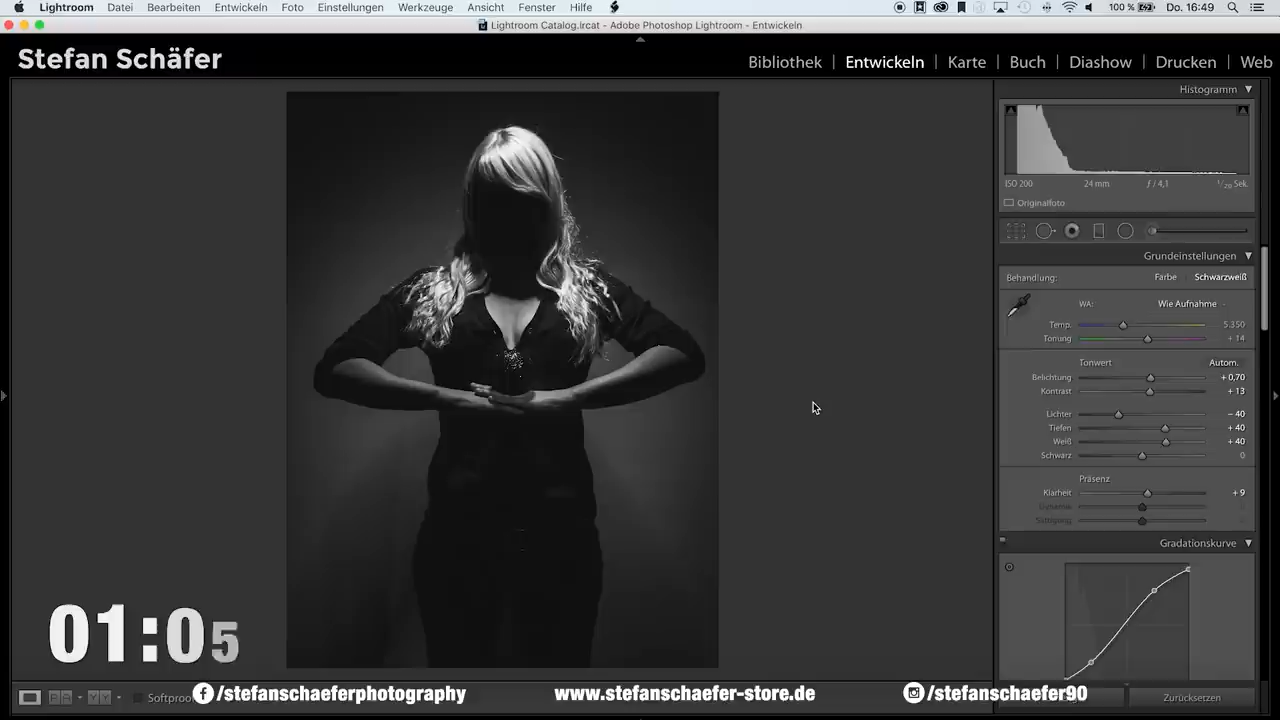 Lightroom Datei Bearbeiten Entwickeln Foto Einstellungen Werkzeuge Ansicht Fenster Hilfe 100 % Do. 16:49
Lightroom Catalog.lrcat - Adobe Photoshop Lightroom - Entwickeln
Stefan Schäfer
Bibliothek | Entwickeln | Karte | Buch | Diashow | Drucken | Web
Histogramm
ISO 200 24 mm ƒ / 4,1 1/20 Sek.
Originalfoto
Grundeinstellungen
Behandlung: Farbe Schwarzweiß
WA: Wie Aufnahme
Temp. 5.350
Tonung + 14
Tonwert Autom.
Belichtung + 0,70
Kontrast + 13
Lichter − 40
Tiefen + 40
Weiß + 40
Schwarz 0
Präsenz
Klarheit + 9
Dynamik
Sättigung
Gradationskurve
01:05
Softproof
/stefanschaeferphotography
www.stefanschaefer-store.de
/stefanschaefer90
Zurücksetzen